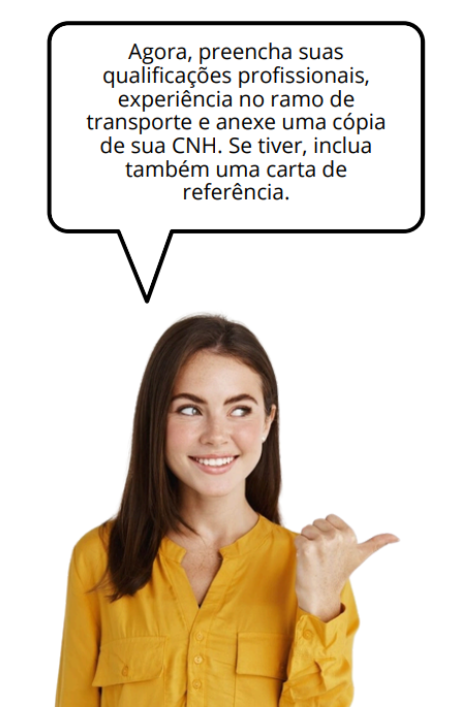 Agora, preencha suas
qualificações profissionais,
experiência no ramo de
transporte e anexe uma cópia
de sua CNH. Se tiver, inclua
também uma carta de
referência.